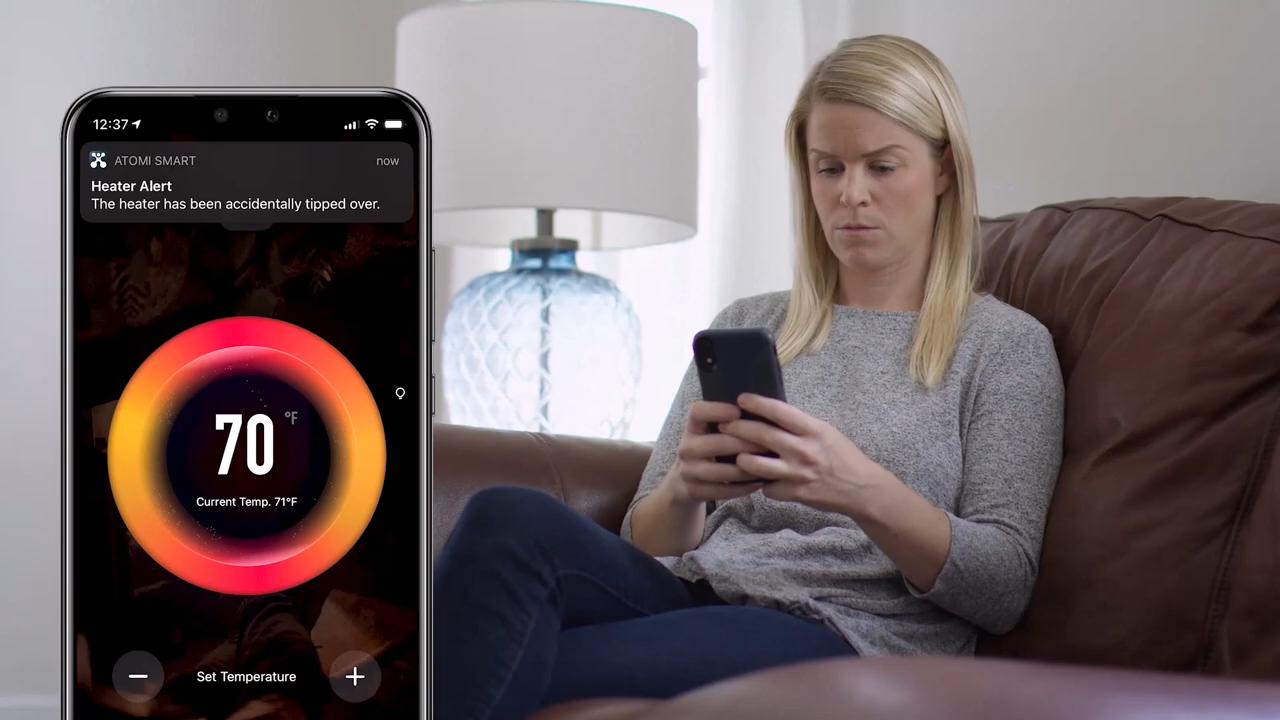 12:37
ATOMI SMART
now
Heater Alert
The heater has been accidentally tipped over.
70 °F
Current Temp. 71°F
Set Temperature